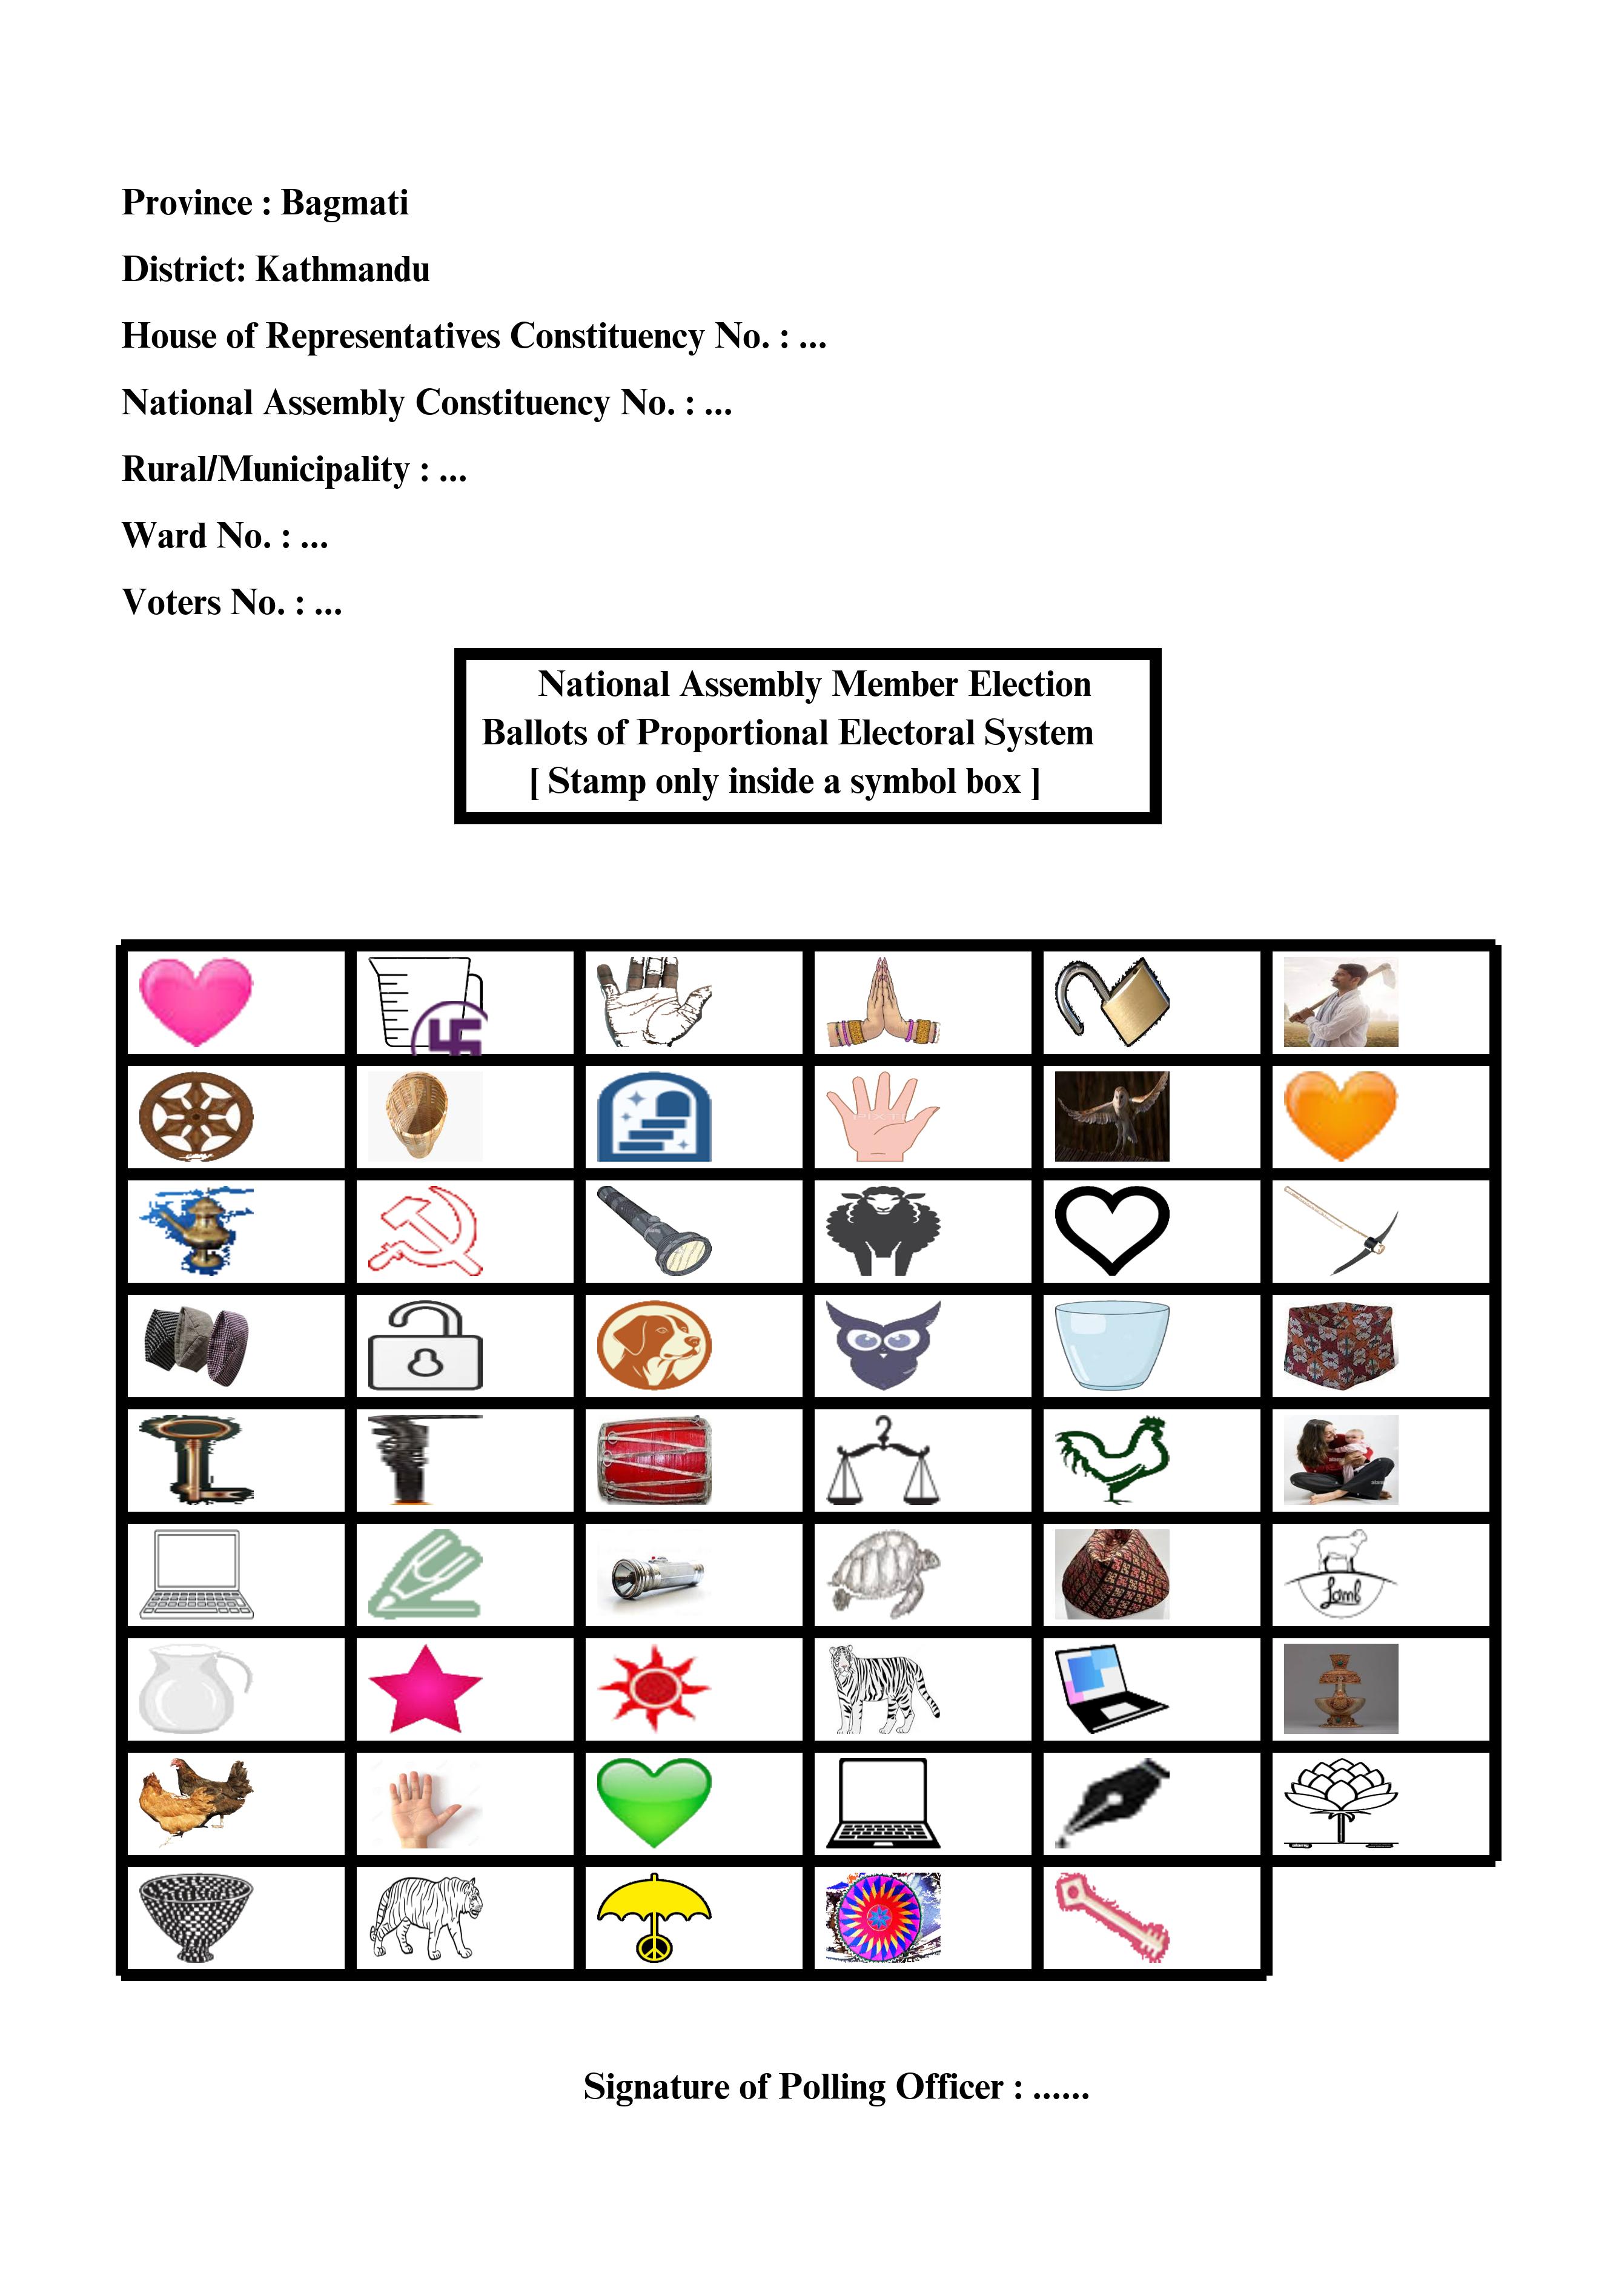 Province : Bagmati
District: Kathmandu
House of Representatives Constituency No. : ...
National Assembly Constituency No. : ...
Rural/Municipality : ...
Ward No. : ...
Voters No. : ...
National Assembly Member Election
Ballots of Proportional Electoral System
[ Stamp only inside a symbol box ]
Lamb
Signature of Polling Officer : ......